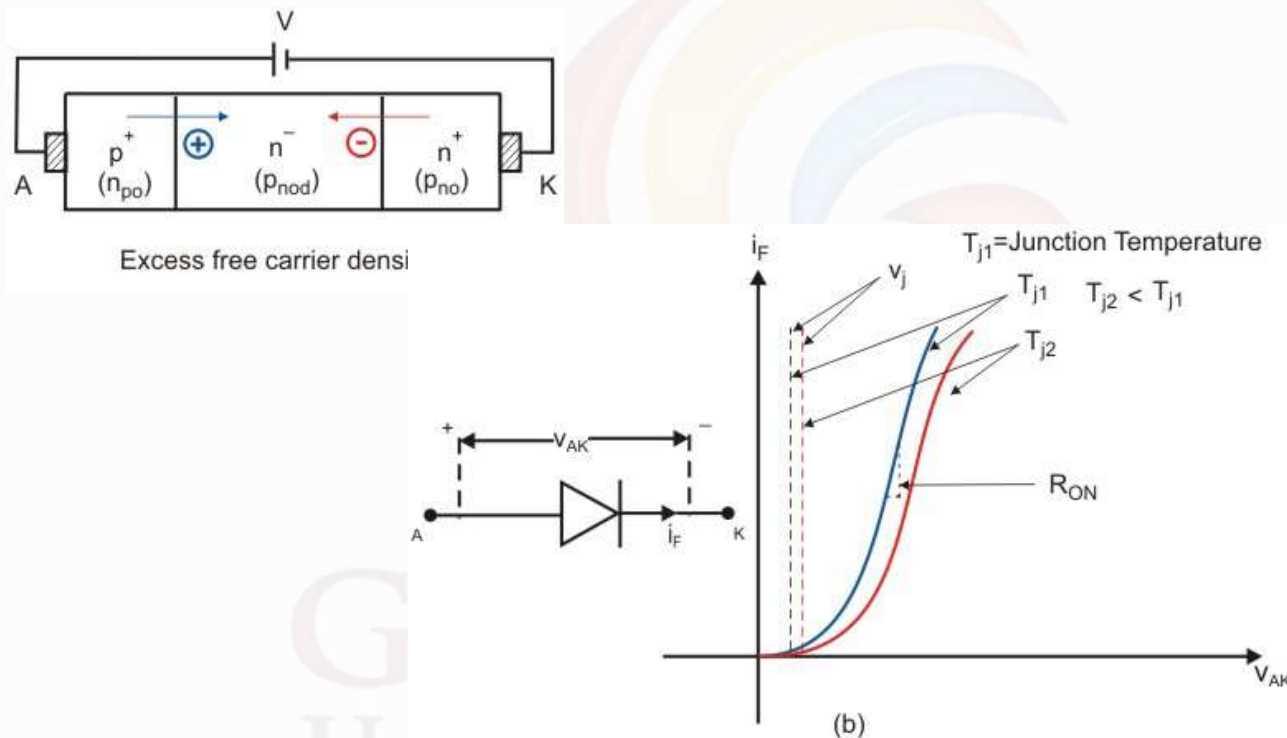 V
+ -
p+ n− n+
A (npo) (pnod) (pno) K
Excess free carrier densi
iF
Tj1=Junction Temperature
vj
Tj1 Tj2 < Tj1
Tj2
+ −
vAK
RON
A iF K
vAK
(b)
G